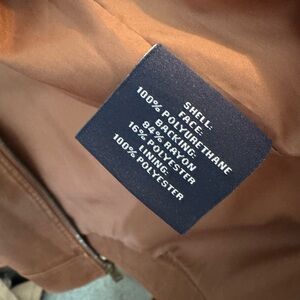 SHELL:
FACE:
100% POLYURETHANE
BACKING:
84% RAYON
16% POLYESTER
LINING:
100% POLYESTER